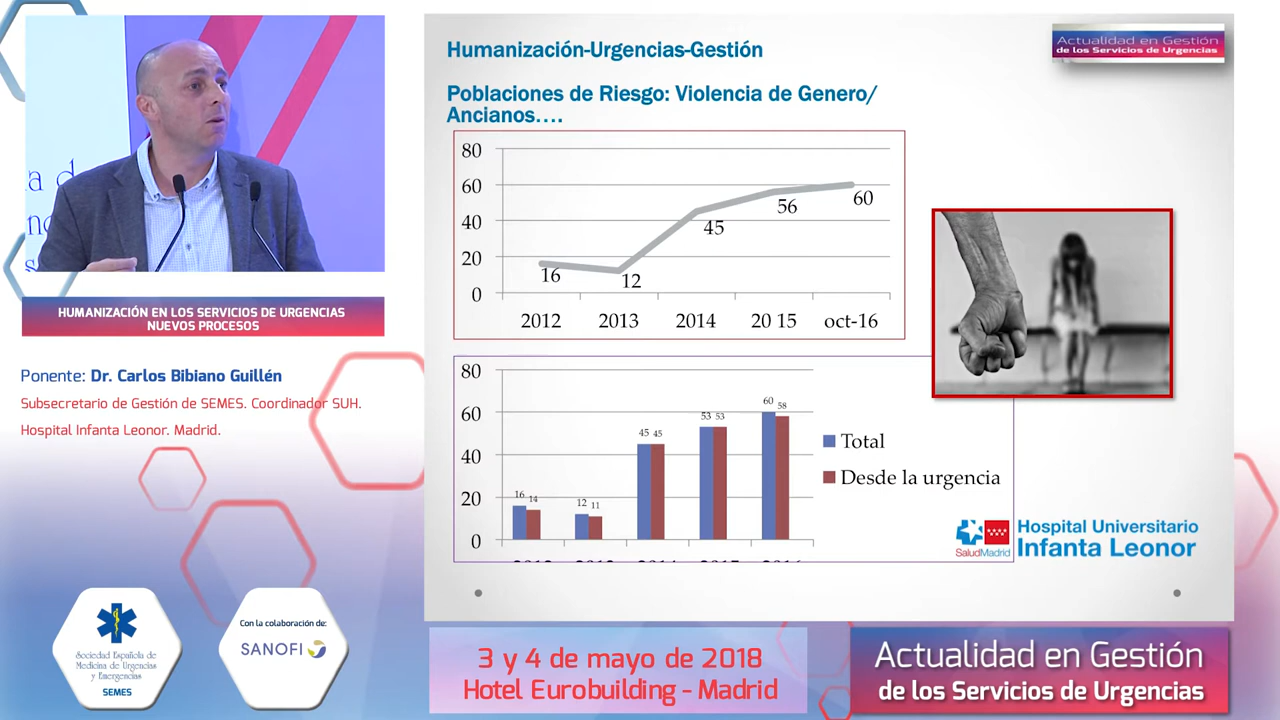 Humanización-Urgencias-Gestión
Poblaciones de Riesgo: Violencia de Genero/
Ancianos....
Actualidad en Gestión
de los Servicios de Urgencias
80
60
40
20
0
16
12
45
56
60
2012
2013
2014
20 15
oct-16
80
60
40
20
0
16
14
12
11
45
45
53
53
60
58
Total
Desde la urgencia
SaludMadrid
Hospital Universitario
Infanta Leonor
HUMANIZACIÓN EN LOS SERVICIOS DE URGENCIAS
NUEVOS PROCESOS
Ponente: Dr. Carlos Bibiano Guillén
Subsecretario de Gestión de SEMES. Coordinador SUH.
Hospital Infanta Leonor. Madrid.
Sociedad Española de
Medicina de Urgencias
y Emergencias
SEMES
Con la colaboración de:
SANOFI
3 y 4 de mayo de 2018
Hotel Eurobuilding - Madrid
Actualidad en Gestión
de los Servicios de Urgencias